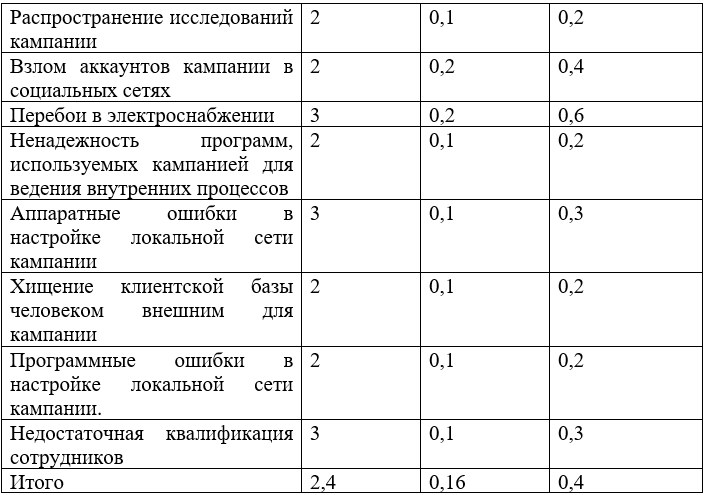 Распространение исследований 2 0,1 0,2
кампании
Взлом аккаунтов кампании в 2 0,2 0,4
социальных сетях
Перебои в электроснабжении 3 0,2 0,6
Ненадежность программ, 2 0,1 0,2
используемых кампанией для
ведения внутренних процессов
Аппаратные ошибки в 3 0,1 0,3
настройке локальной сети
кампании
Хищение клиентской базы 2 0,1 0,2
человеком внешним для
кампании
Программные ошибки в 2 0,1 0,2
настройке локальной сети
кампании.
Недостаточная квалификация 3 0,1 0,3
сотрудников
Итого 2,4 0,16 0,4